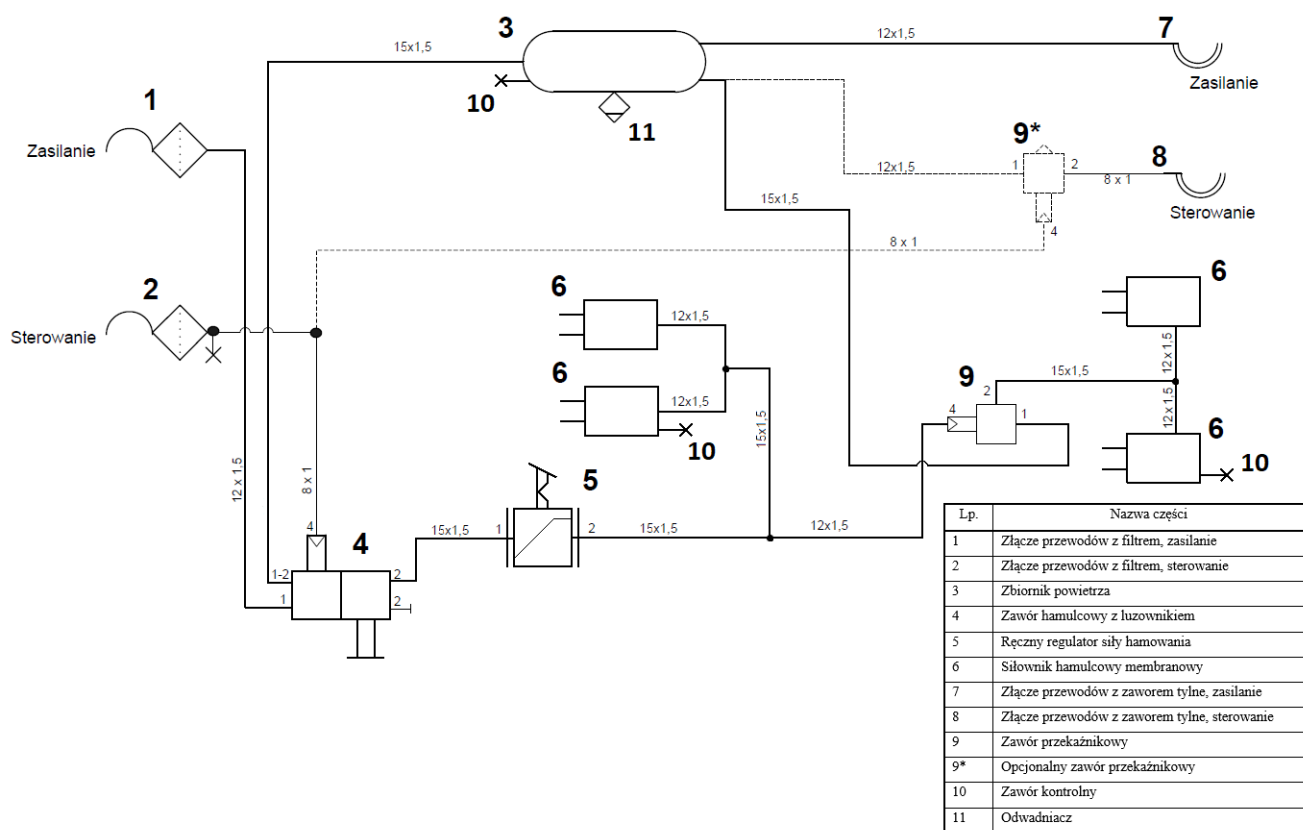 3
7
15x1,5
12x1,5
10
11
Zasilanie
1
Zasilanie
9*
8
12x1,5
1
2
8 x 1
Sterowanie
15x1,5
4
8 x 1
2
Sterowanie
6
12x1,5
6
12x1,5
10
15x1,5
6
12x1,5
15x1,5
9
2
4
1
12x1,5
6
10
12 x 1,5
8 x 1
4
4
1-2
1
2
2
15x1,5
5
1
2
15x1,5
12x1,5
Lp. Nazwa części
1 Złącze przewodów z filtrem, zasilanie
2 Złącze przewodów z filtrem, sterowanie
3 Zbiornik powietrza
4 Zawór hamulcowy z luzownikiem
5 Ręczny regulator siły hamowania
6 Siłownik hamulcowy membranowy
7 Złącze przewodów z zaworem tylne, zasilanie
8 Złącze przewodów z zaworem tylne, sterowanie
9 Zawór przekaźnikowy
9* Opcjonalny zawór przekaźnikowy
10 Zawór kontrolny
11 Odwadniacz